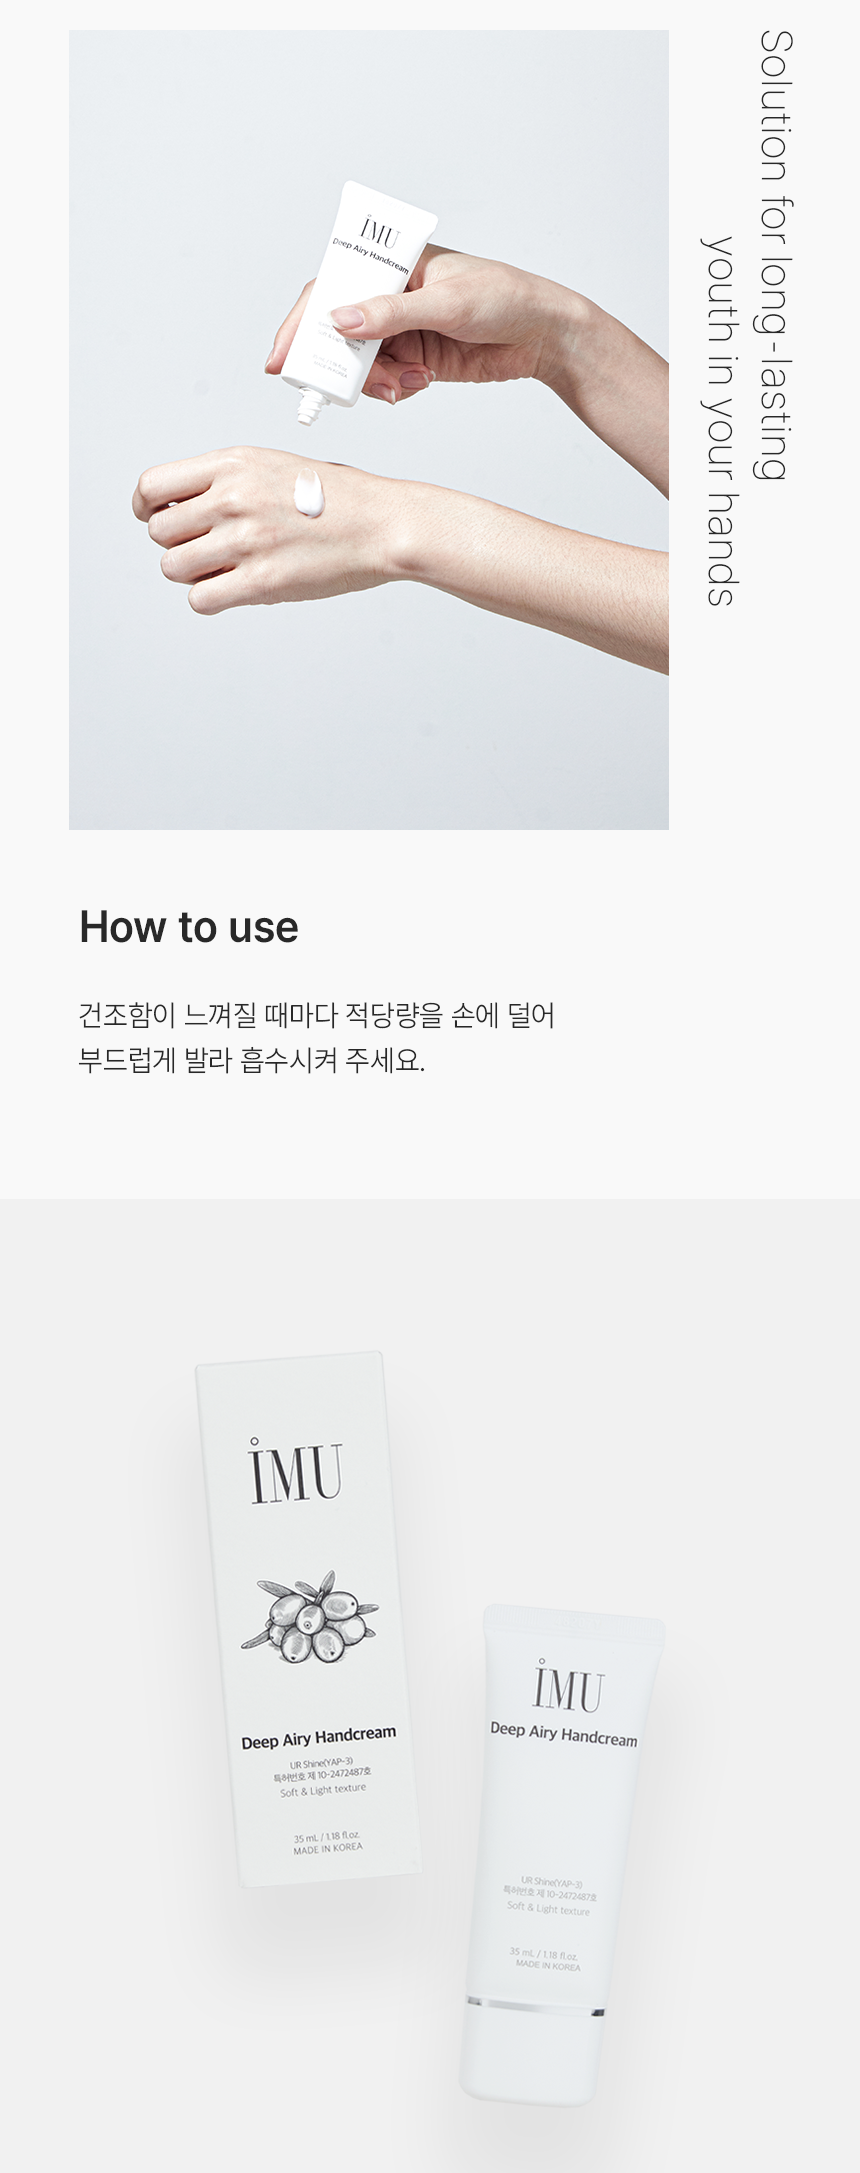 Solution for long-lasting
youth in your hands
IMU
Deep Airy Handcream
Soft & Light texture
MADE IN KOREA
How to use
건조함이 느껴질 때마다 적당량을 손에 덜어
부드럽게 발라 흡수시켜 주세요.
IMU
Deep Airy Handcream
UR Shine(YAP-3)
특허번호 제 10-2472487호
Soft & Light texture
35 mL / 1.18 fl.oz.
MADE IN KOREA
IMU
Deep Airy Handcream
UR Shine(YAP-3)
특허번호 제 10-2472487호
Soft & Light texture
35 mL / 1.18 fl.oz.
MADE IN KOREA